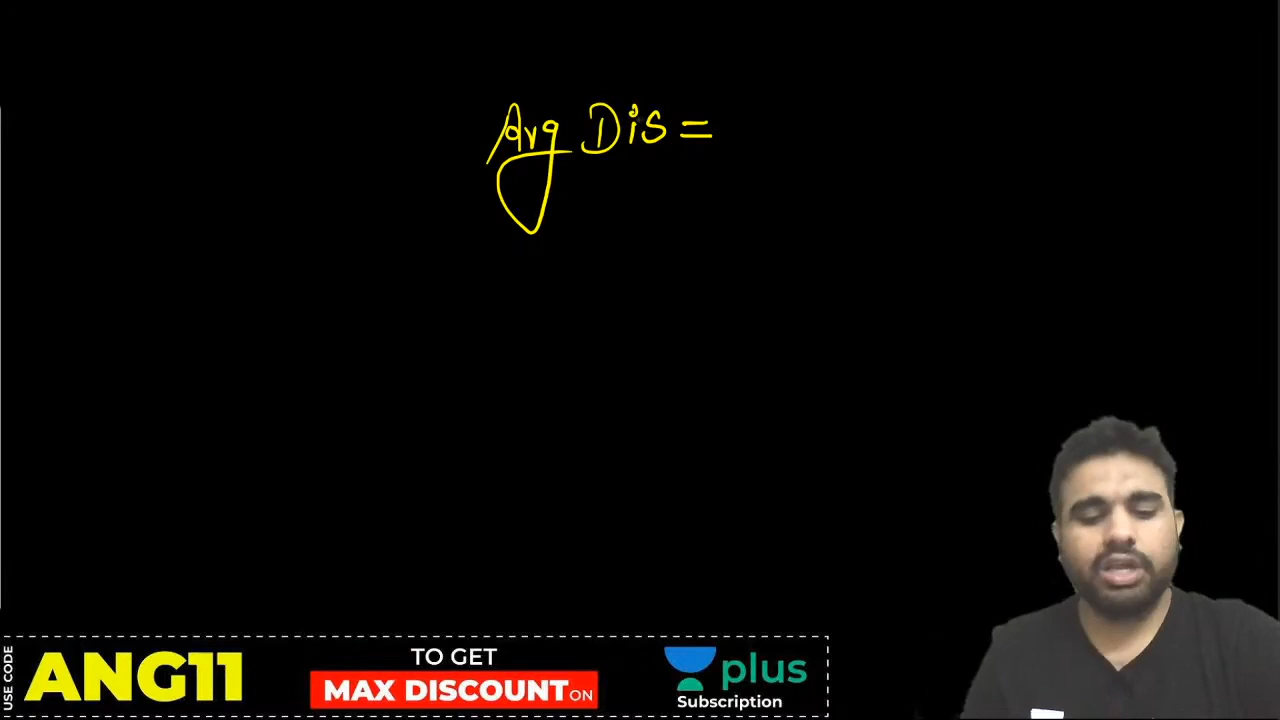 Avg Dis =
USE CODE
ANG11
TO GET
MAX DISCOUNT ON
plus
Subscription